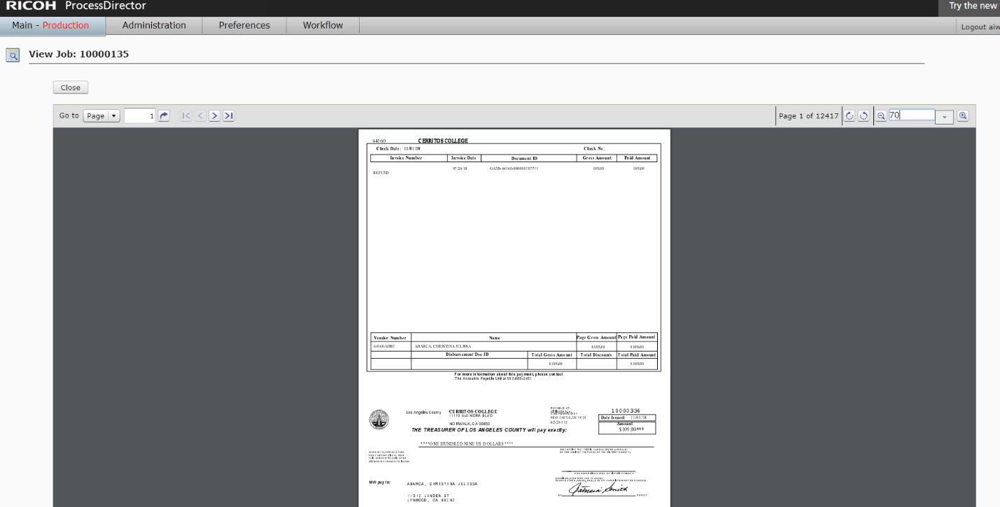 RICOH ProcessDirector
Try the new
Main - Production Administration Preferences Workflow
Logout aiw
View Job: 10000135
Close
Go to Page 1
Page 1 of 12417
70
64360 CERRITOS COLLEGE
Check Date: 11/01/18 Check No:
Invoice Number Invoice Date Document ID Gross Amount Paid Amount
07/26/18 109.00 109.00
REFUND
Vendor Number Name Page Gross Amount Page Paid Amount
64360-MISC ABARCA, CHRISTINA JULISSA $109.00 $109.00
Disbursement Doc ID Total Gross Amount Total Discounts Total Paid Amount
$109.00 $109.00
For more information about this payment, please contact
The Accounts Payable Unit at 562-860-2451
Los Angeles County CERRITOS COLLEGE
11110 ALONDRA BLVD
NORWALK, CA 90650
PAYABLE AT:
NEW CASTLE, DE 19720
10000336
Date Issued: 11/01/18
Amount
$109.00***
THE TREASURER OF LOS ANGELES COUNTY will pay exactly:
****ONE HUNDRED NINE US DOLLARS****
Will pay to: ABARCA, CHRISTINA JULISSA
11312 LINDEN ST
LYNWOOD, CA 90262
BY Patricia Smith DEPUTY